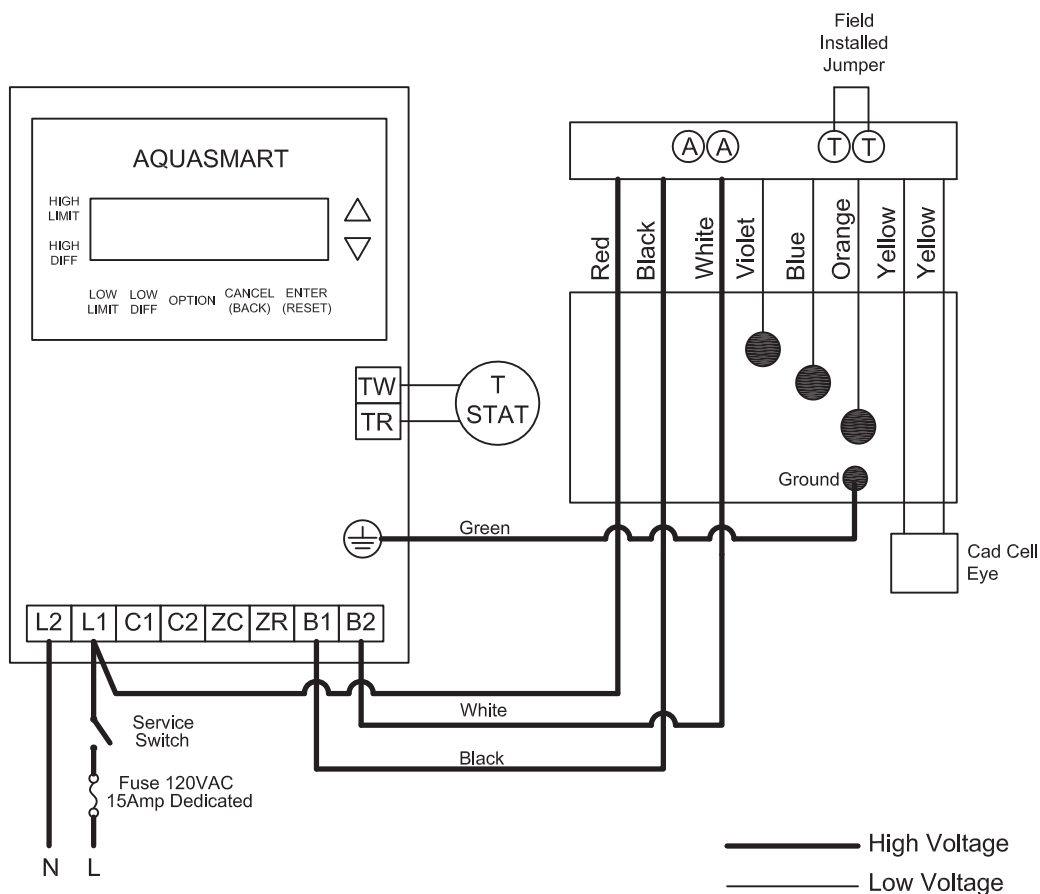 Field
Installed
Jumper
A A T T
AQUASMART
HIGH
LIMIT
HIGH
DIFF
LOW
LIMIT
LOW
DIFF
OPTION
CANCEL
(BACK)
ENTER
(RESET)
Red
Black
White
Violet
Blue
Orange
Yellow
Yellow
TW
TR
T
STAT
Ground
Green
Cad Cell
Eye
L2 L1 C1 C2 ZC ZR B1 B2
White
Black
Service
Switch
Fuse 120VAC
15Amp Dedicated
N L
High Voltage
Low Voltage